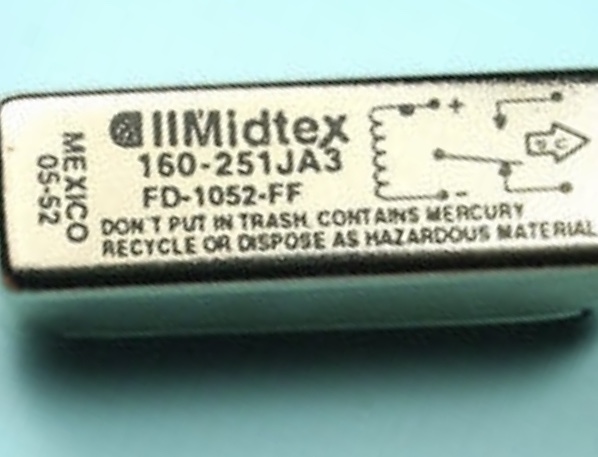 Midtex
160-251JA3
FD-1052-FF
DON'T PUT IN TRASH. CONTAINS MERCURY
RECYCLE OR DISPOSE AS HAZARDOUS MATERIAL
MEXICO
05-52
+
-